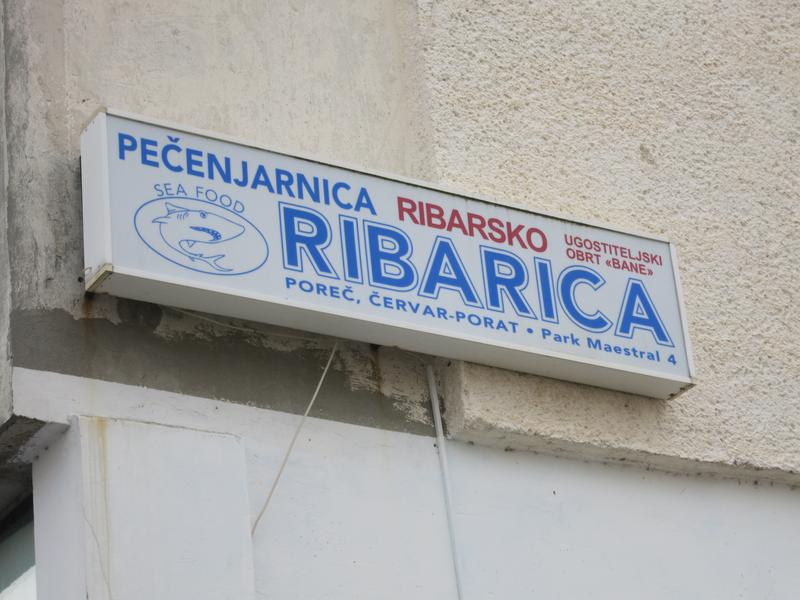 PEČENJARNICA
SEA FOOD
RIBARSKO UGOSTITELJSKI
OBRT «BANE»
RIBARICA
POREČ, ČERVAR-PORAT • Park Maestral 4